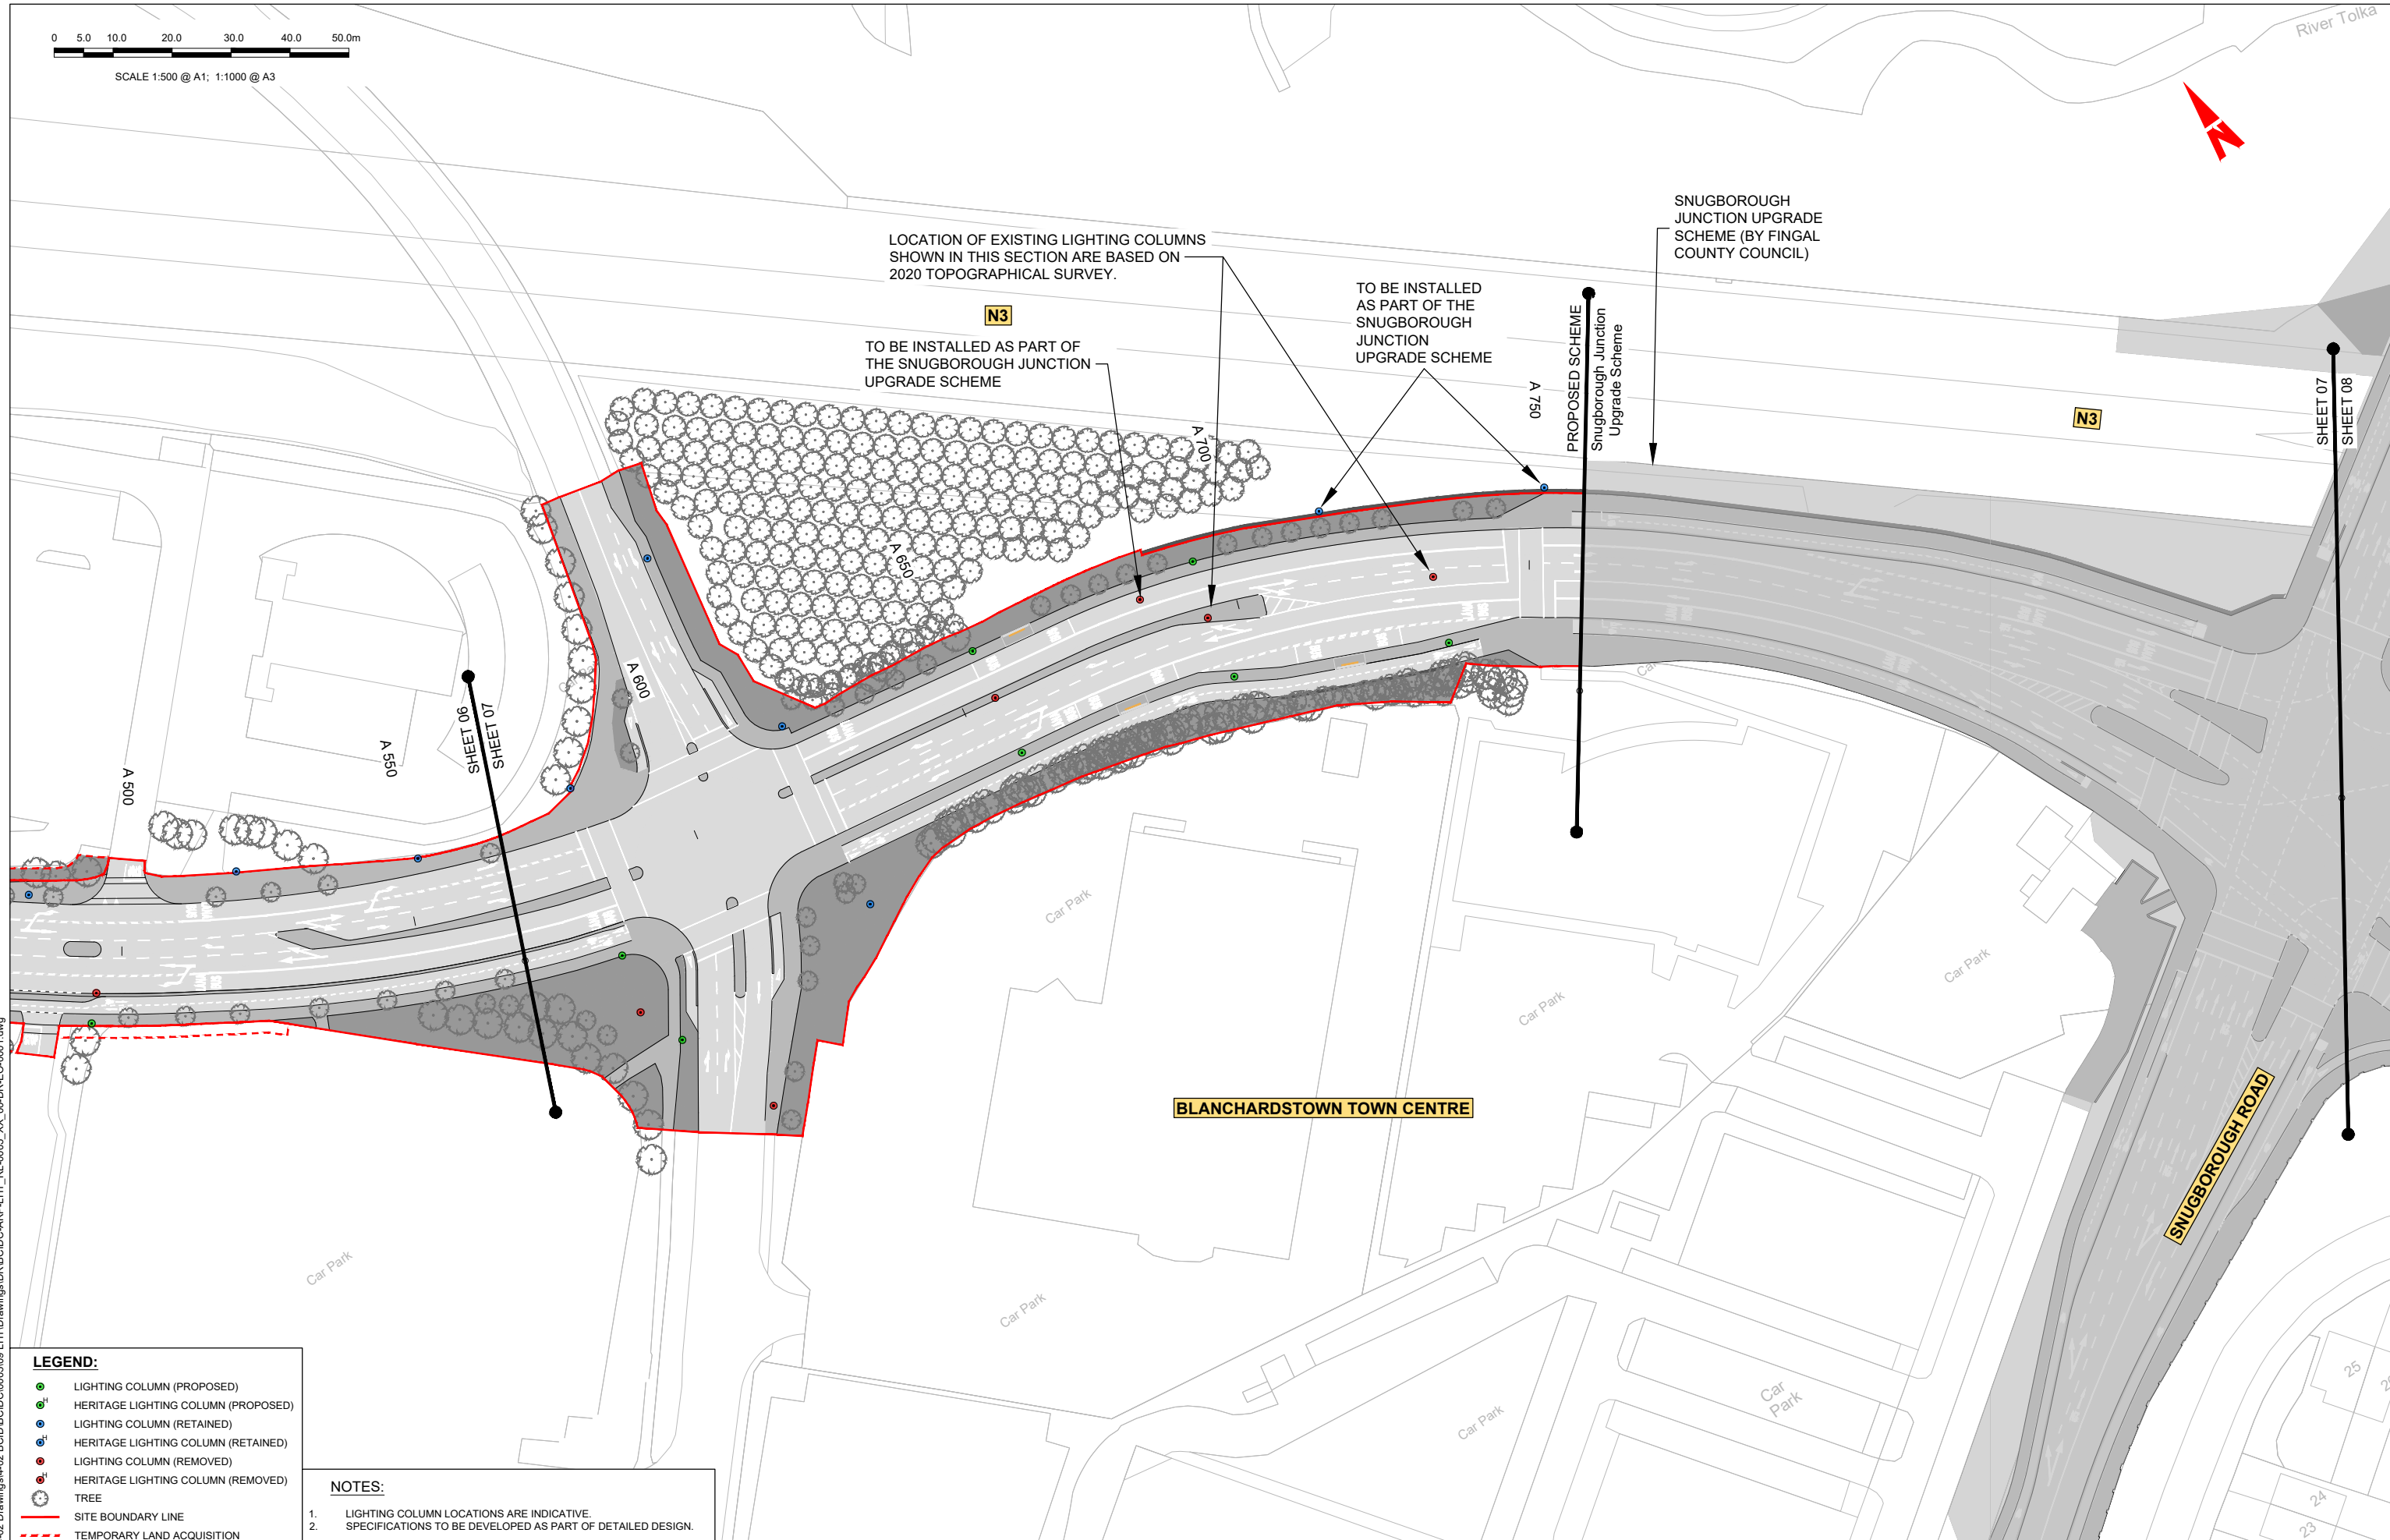 0 5.0 10.0 20.0 30.0 40.0 50.0m
SCALE 1:500 @ A1; 1:1000 @ A3
River Tolka
SNUGBOROUGH
JUNCTION UPGRADE
SCHEME (BY FINGAL
COUNTY COUNCIL)
LOCATION OF EXISTING LIGHTING COLUMNS
SHOWN IN THIS SECTION ARE BASED ON
2020 TOPOGRAPHICAL SURVEY.
N3
TO BE INSTALLED AS PART OF
THE SNUGBOROUGH JUNCTION
UPGRADE SCHEME
TO BE INSTALLED
AS PART OF THE
SNUGBOROUGH
JUNCTION
UPGRADE SCHEME
A 750
PROPOSED SCHEME
Snugborough Junction
Upgrade Scheme
N3
SHEET 07
SHEET 08
A 700
A 650
A 600
SHEET 06
SHEET 07
A 550
A 500
N
Car Park
Car Park
Car Park
BLANCHARDSTOWN TOWN CENTRE
SNUGBOROUGH ROAD
Car Park
Car Park
Car Park
Car
Park
25
24
23
LEGEND:
LIGHTING COLUMN (PROPOSED)
H HERITAGE LIGHTING COLUMN (PROPOSED)
LIGHTING COLUMN (RETAINED)
H HERITAGE LIGHTING COLUMN (RETAINED)
LIGHTING COLUMN (REMOVED)
H HERITAGE LIGHTING COLUMN (REMOVED)
TREE
SITE BOUNDARY LINE
TEMPORARY LAND ACQUISITION
NOTES:
1. LIGHTING COLUMN LOCATIONS ARE INDICATIVE.
2. SPECIFICATIONS TO BE DEVELOPED AS PART OF DETAILED DESIGN.